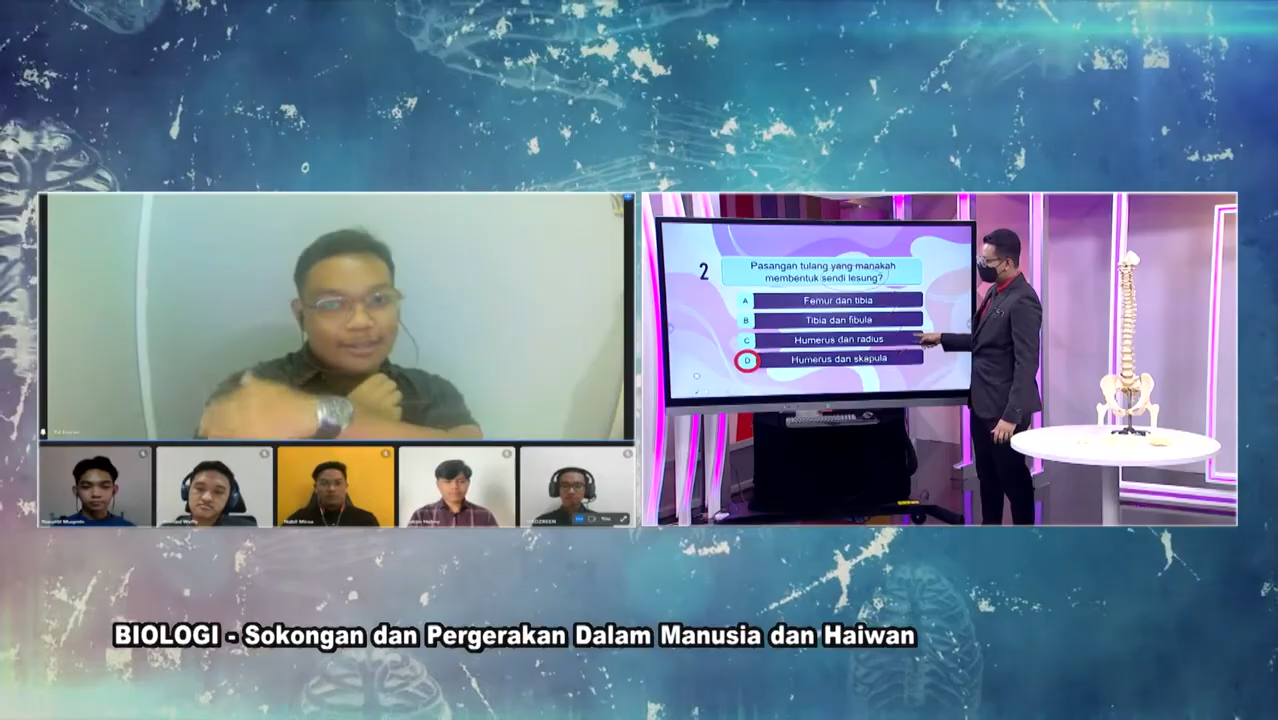 2
Pasangan tulang yang manakah
membentuk sendi lesung?
A
Femur dan tibia
B
Tibia dan fibula
C
Humerus dan radius
D
Humerus dan skapula
BIOLOGI - Sokongan dan Pergerakan Dalam Manusia dan Haiwan